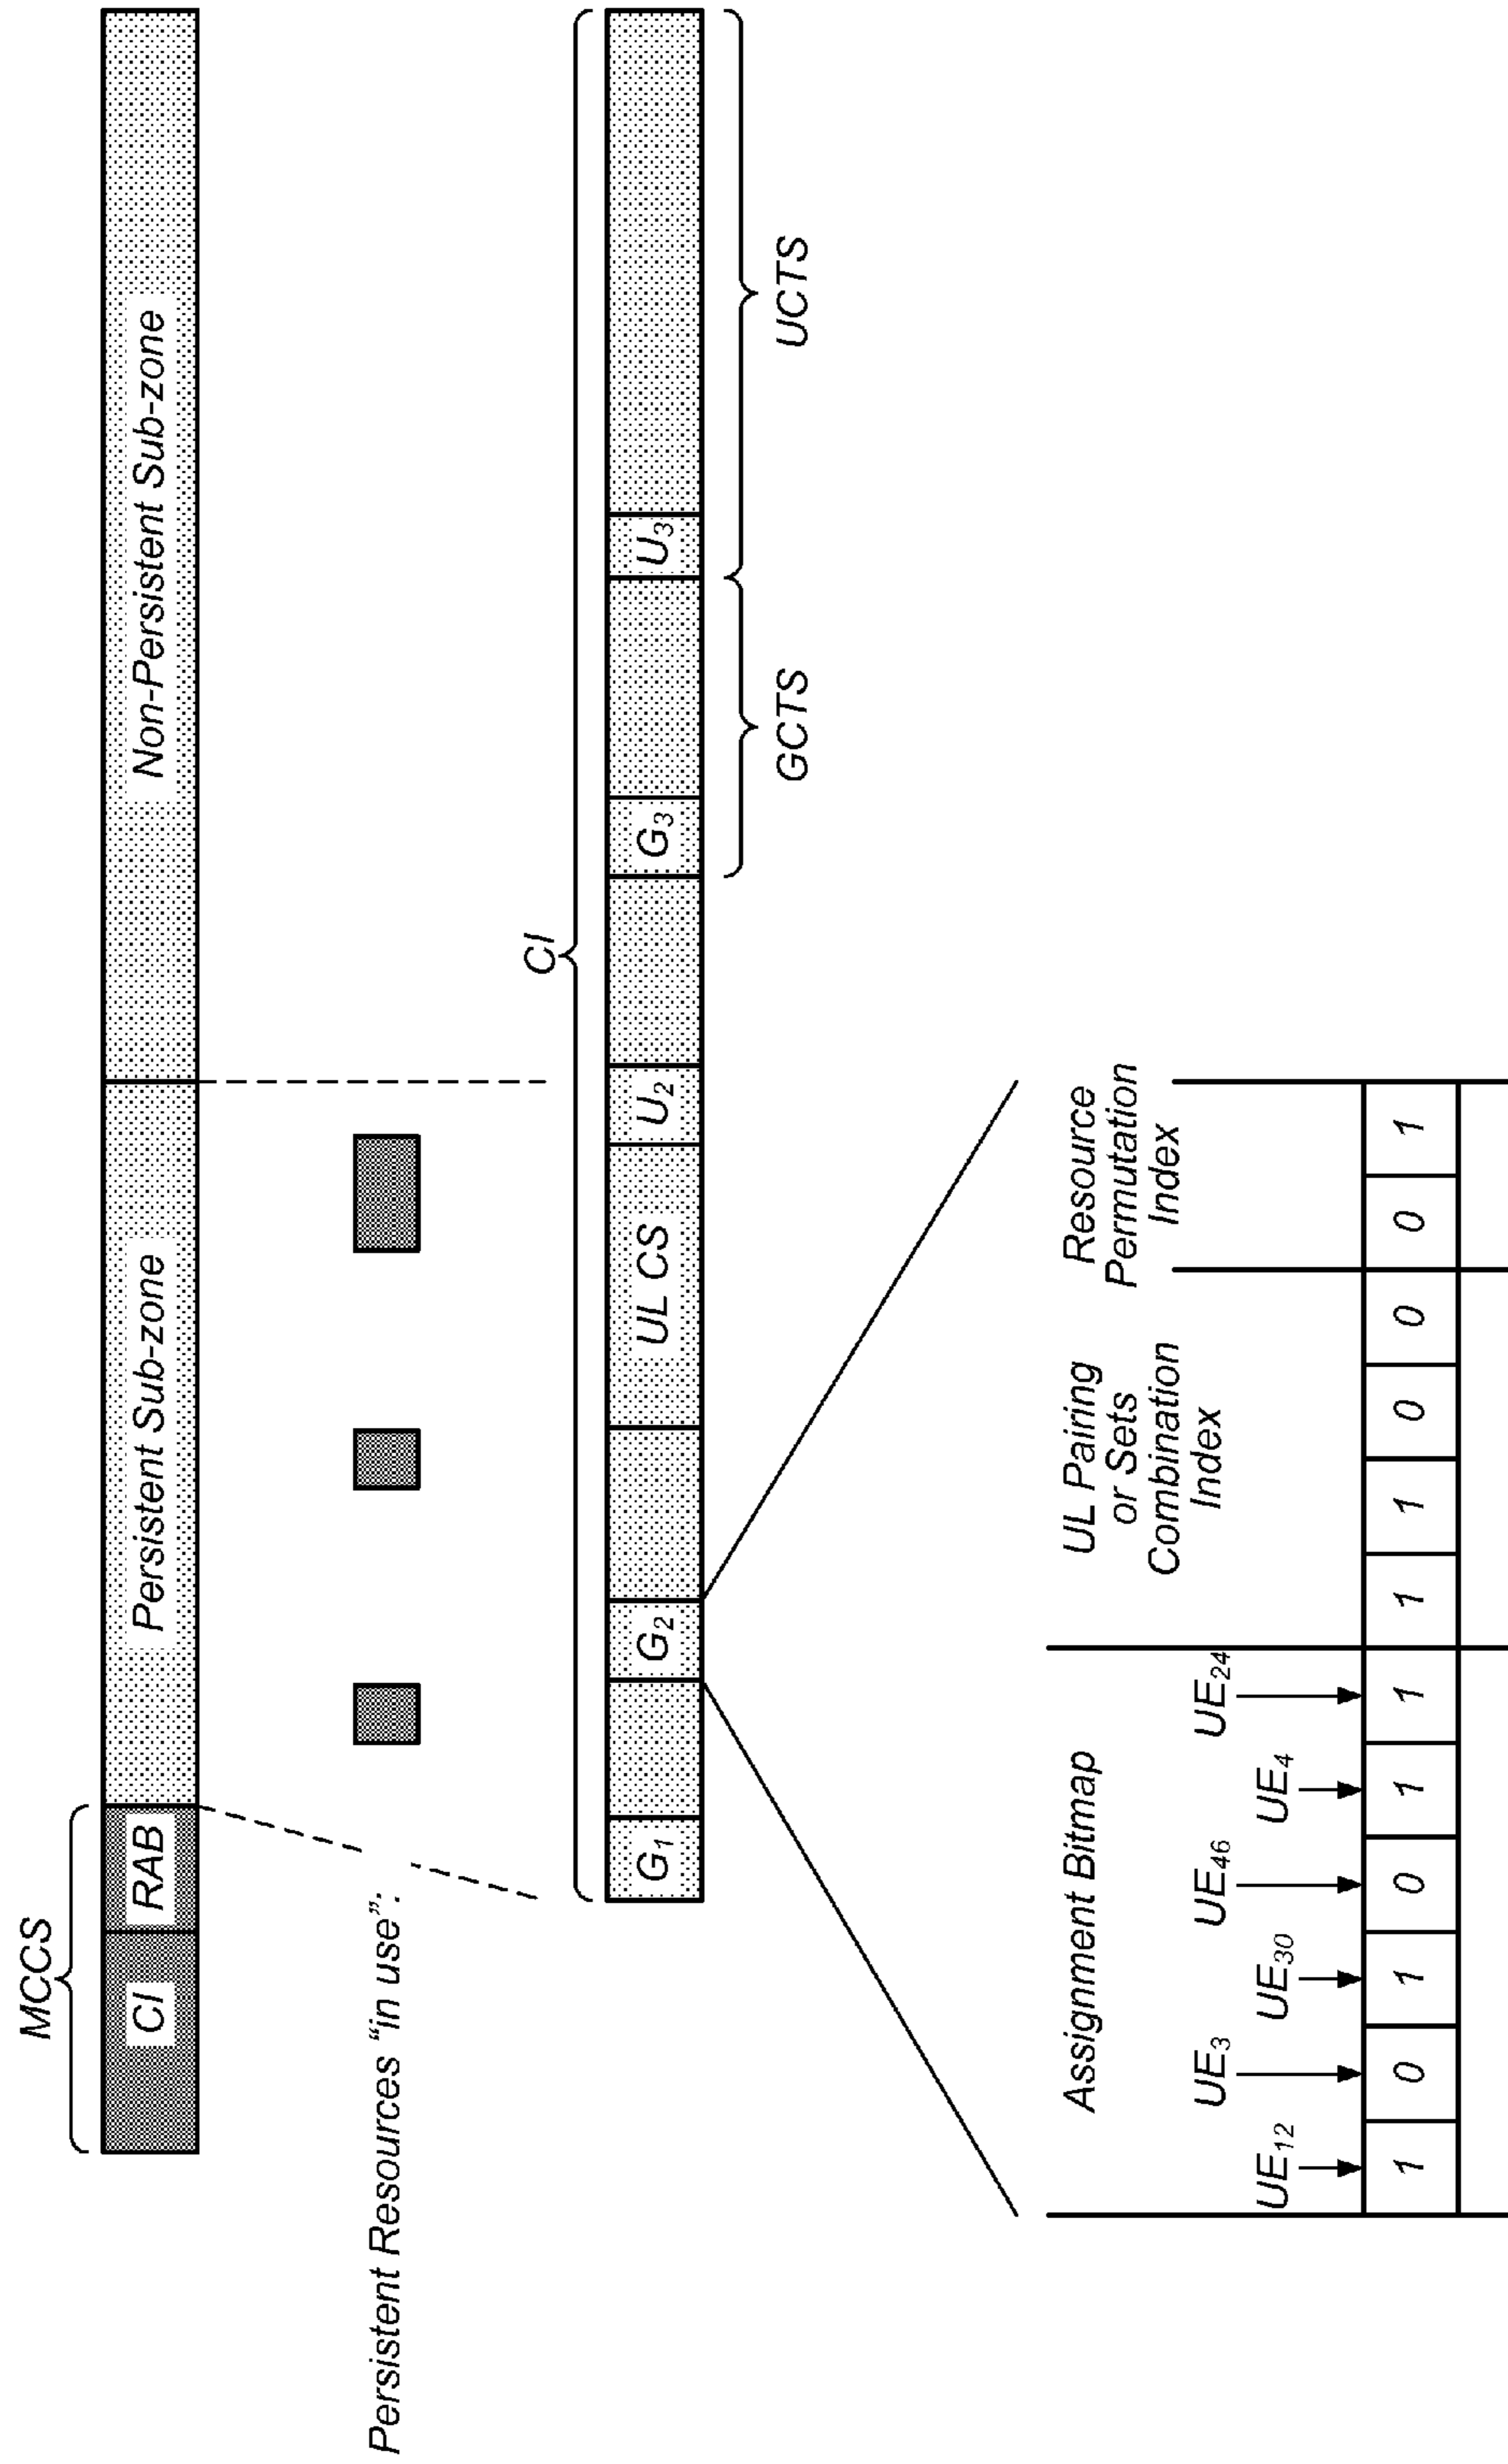 MCCS
CI RAB Persistent Sub-zone Non-Persistent Sub-zone
Persistent Resources “in use”:
CI
G1 G2 UL CS U2 G3 U3
GCTS UCTS
Assignment Bitmap
UL Pairing
or Sets
Combination
Index
Resource
Permutation
Index
UE3 UE46 UE24
UE12 UE30 UE4
1 0 1 0 1 1 1 1 0 0 0 1